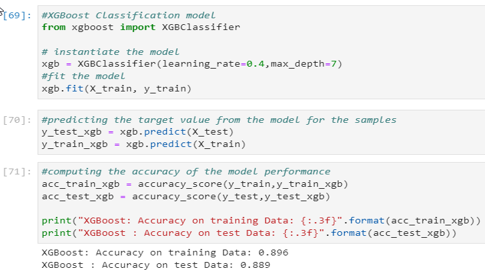 [69]: #XGBoost Classification model
from xgboost import XGBClassifier
# instantiate the model
xgb = XGBClassifier(learning_rate=0.4,max_depth=7)
#fit the model
xgb.fit(X_train, y_train)
[70]: #predicting the target value from the model for the samples
y_test_xgb = xgb.predict(X_test)
y_train_xgb = xgb.predict(X_train)
[71]: #computing the accuracy of the model performance
acc_train_xgb = accuracy_score(y_train,y_train_xgb)
acc_test_xgb = accuracy_score(y_test,y_test_xgb)
print("XGBoost: Accuracy on training Data: {:.3f}".format(acc_train_xgb))
print("XGBoost : Accuracy on test Data: {:.3f}".format(acc_test_xgb))
XGBoost: Accuracy on training Data: 0.896
XGBoost : Accuracy on test Data: 0.889